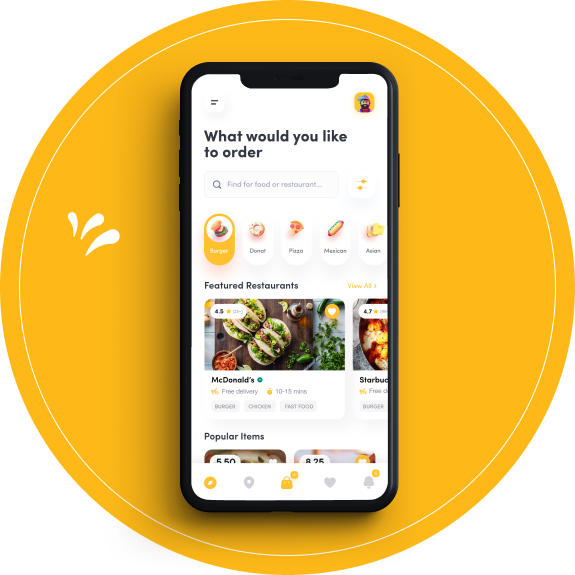 What would you like
to order
Find for food or restaurant...
Burger
Donat
Pizza
Mexican
Asian
Featured Restaurants
View All >
4.5 (25+)
4.7
McDonald's
Starbuc
Free delivery
10-15 mins
Free de
BURGER
CHICKEN
FAST FOOD
BURGER
Popular Items
5.50
8.25